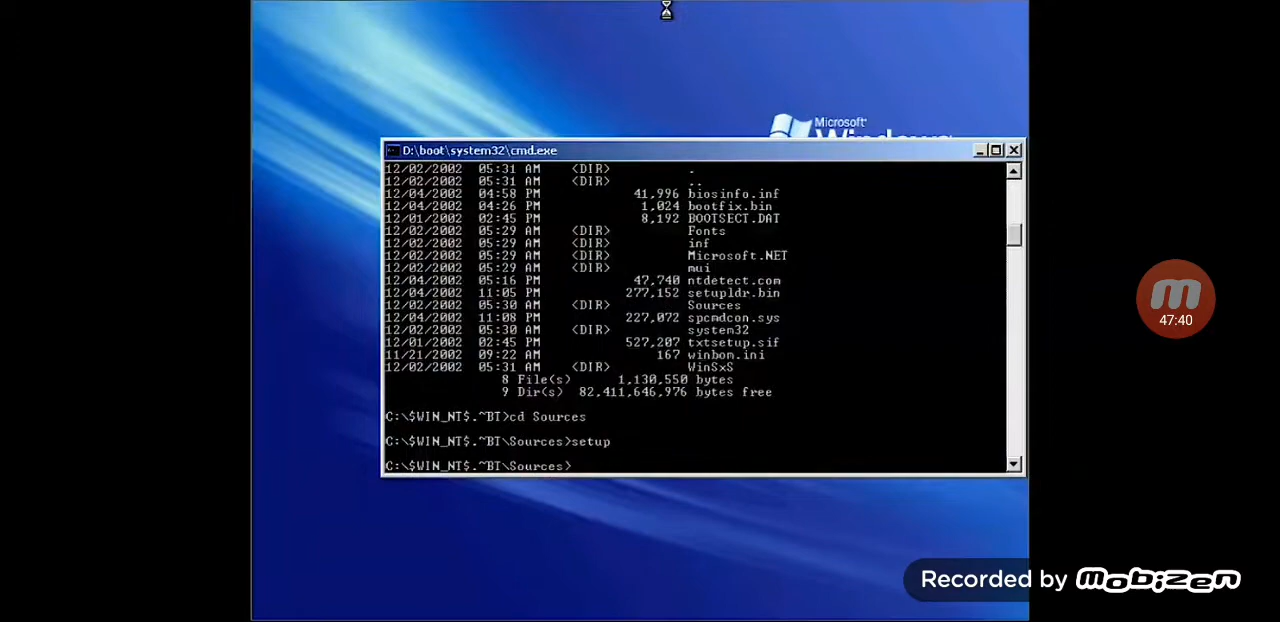 Microsoft
Windows
D:\boot\system32\cmd.exe
12/02/2002 05:31 AM <DIR> .
12/02/2002 05:31 AM <DIR> ..
12/04/2002 04:58 PM 41,996 biosinfo.inf
12/04/2002 04:26 PM 1,024 bootfix.bin
12/01/2002 02:45 PM 8,192 BOOTSECT.DAT
12/02/2002 05:29 AM <DIR> Fonts
12/02/2002 05:29 AM <DIR> inf
12/02/2002 05:29 AM <DIR> Microsoft.NET
12/02/2002 05:29 AM <DIR> mui
12/04/2002 05:16 PM 47,740 ntdetect.com
12/04/2002 11:05 PM 277,152 setupldr.bin
12/02/2002 05:30 AM <DIR> Sources
12/04/2002 11:08 PM 227,072 spcmdcon.sys
12/02/2002 05:30 AM <DIR> system32
12/01/2002 02:45 PM 527,207 txtsetup.sif
11/21/2002 09:22 AM 167 winbom.ini
12/02/2002 05:31 AM <DIR> WinSxS
8 File(s) 1,130,550 bytes
9 Dir(s) 82,411,646,976 bytes free
C:\$WIN_NT$.~BT>cd Sources
C:\$WIN_NT$.~BT\Sources>setup
C:\$WIN_NT$.~BT\Sources>
47:40
Recorded by mobizen